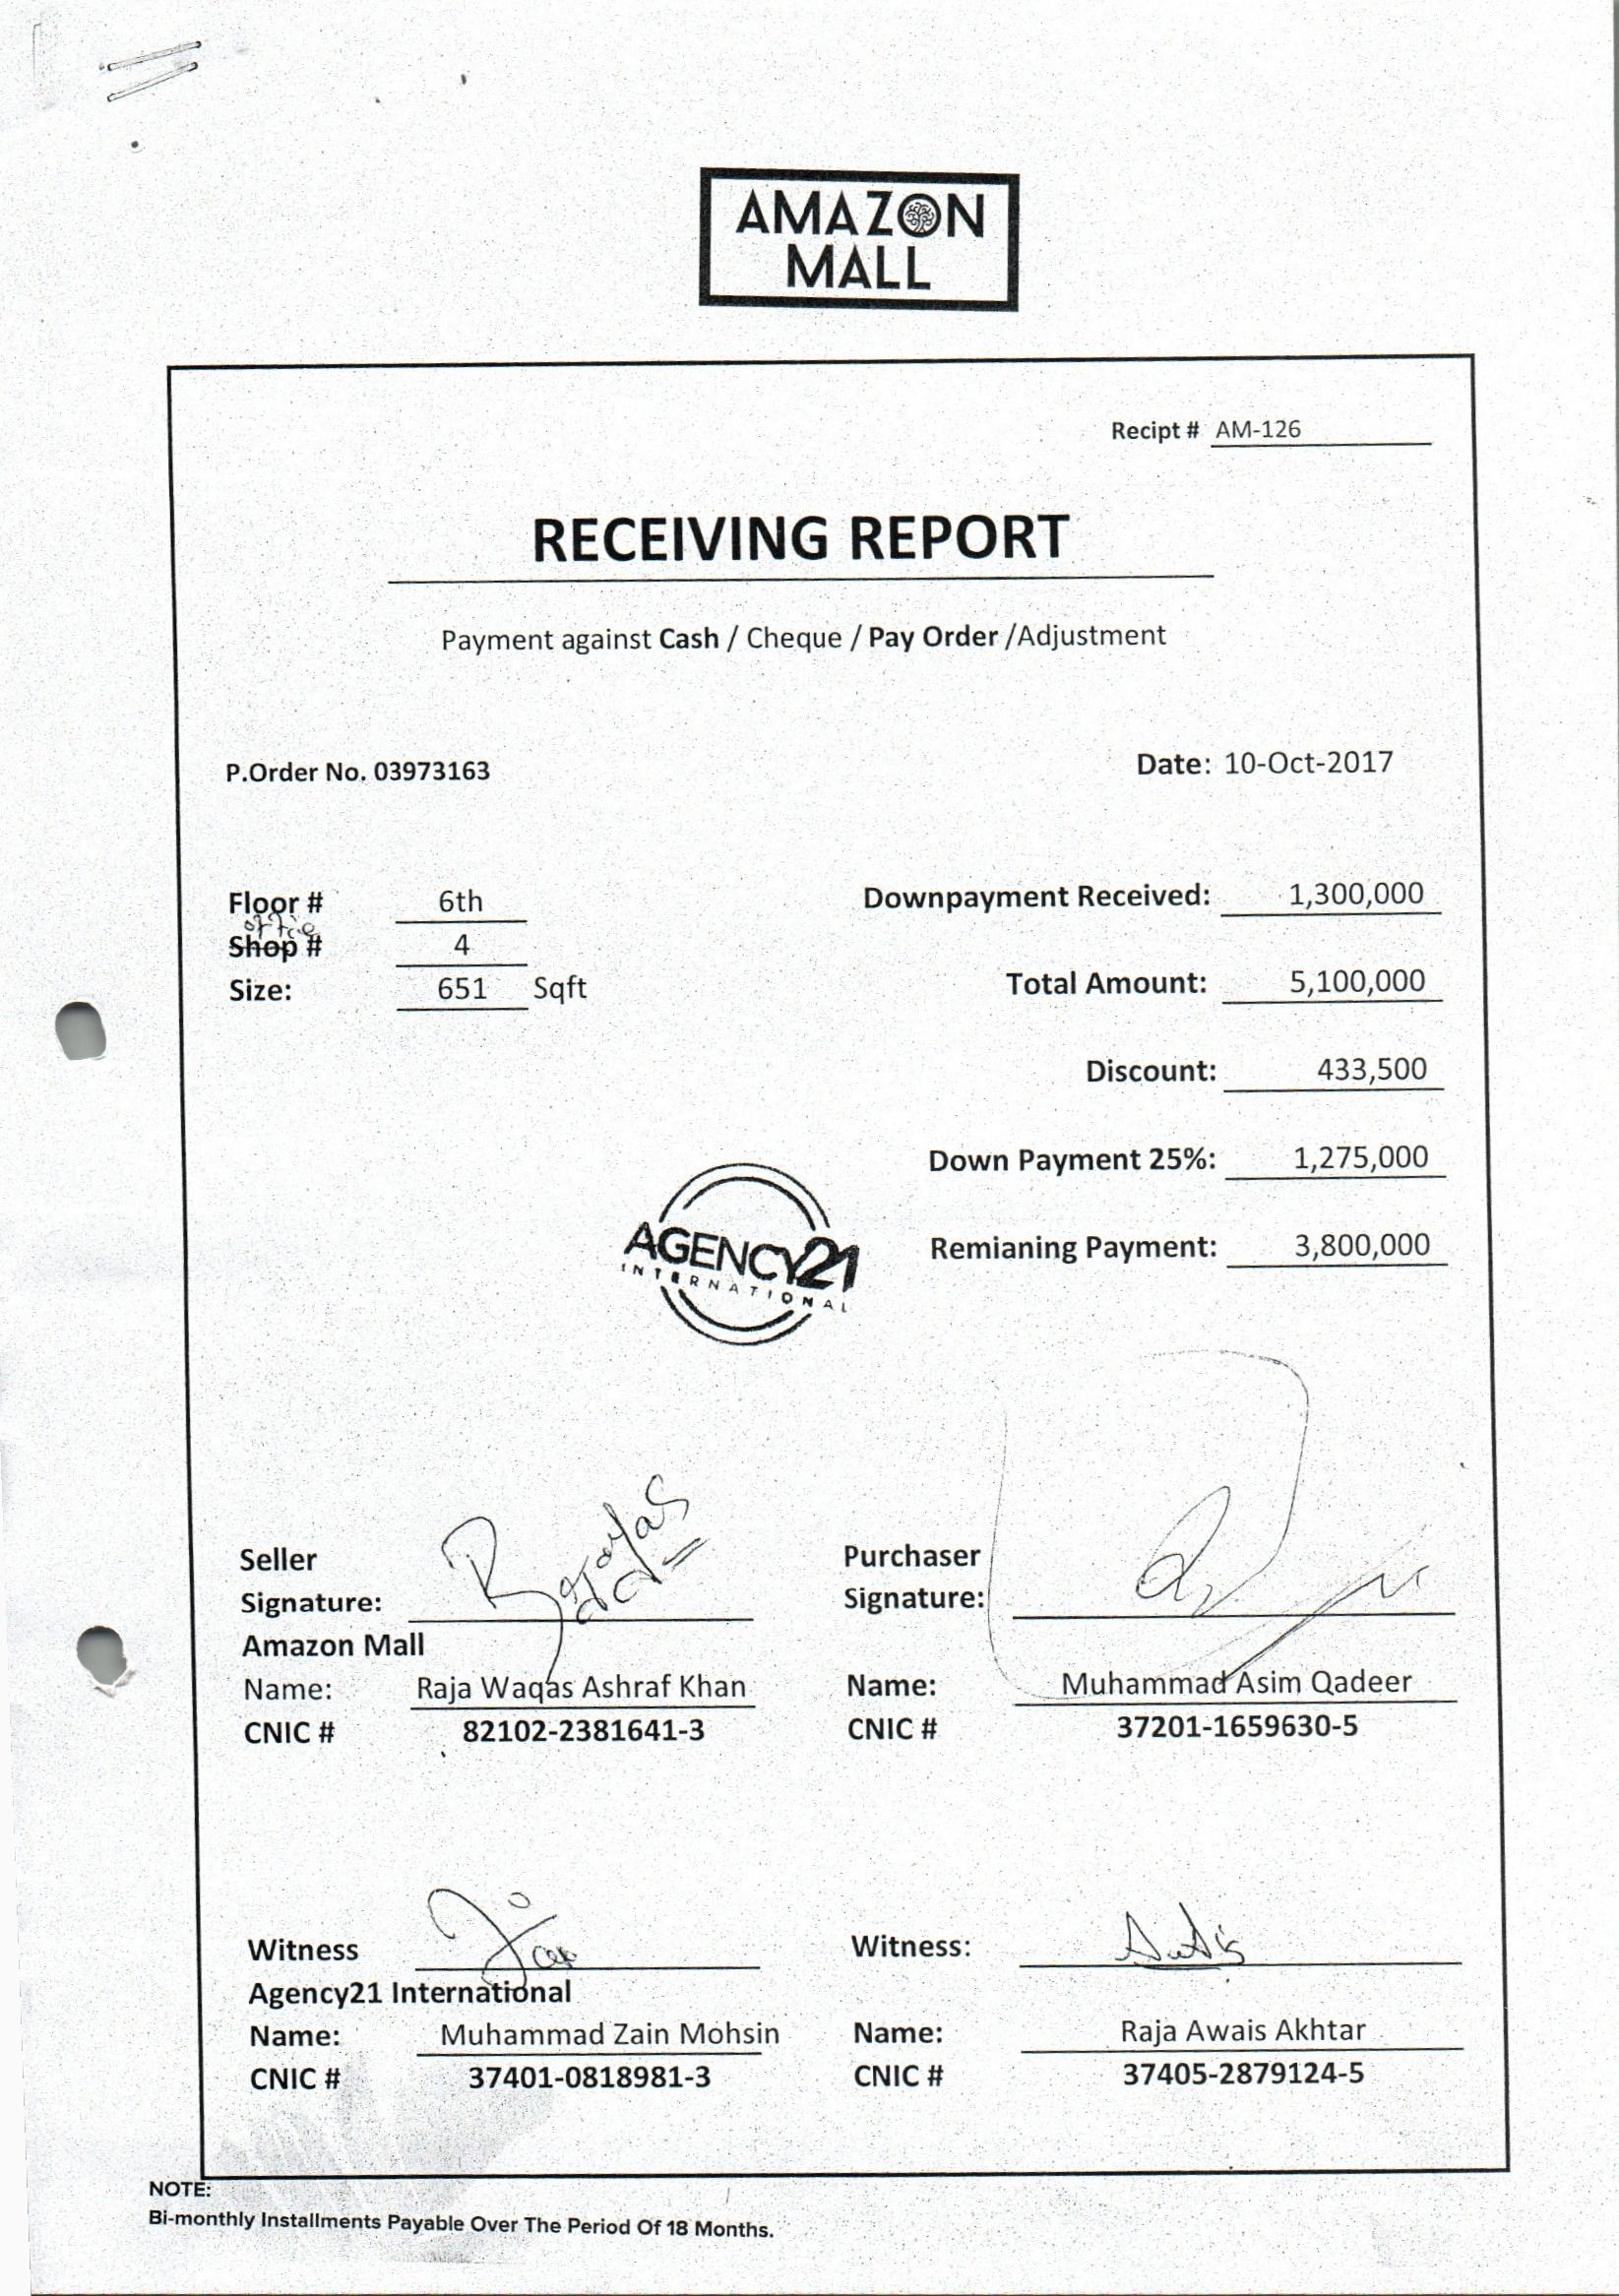 AMAZON
MALL
Recipt # AM-126
RECEIVING REPORT
Payment against Cash / Cheque / Pay Order /Adjustment
P.Order No. 03973163
Date: 10-Oct-2017
Floor # 6th
Downpayment Received: 1,300,000
office
Shop # 4
Total Amount: 5,100,000
Size: 651 Sqft
Discount: 433,500
Down Payment 25%: 1,275,000
Remianing Payment: 3,800,000
AGENCY21
INTERNATIONAL
Seller
Signature:
Amazon Mall
Name: Raja Waqas Ashraf Khan
CNIC # 82102-2381641-3
Purchaser
Signature:
Name: Muhammad Asim Qadeer
CNIC # 37201-1659630-5
Witness
Agency21 International
Name: Muhammad Zain Mohsin
CNIC # 37401-0818981-3
Witness:
Name: Raja Awais Akhtar
CNIC # 37405-2879124-5
NOTE:
Bi-monthly Installments Payable Over The Period Of 18 Months.